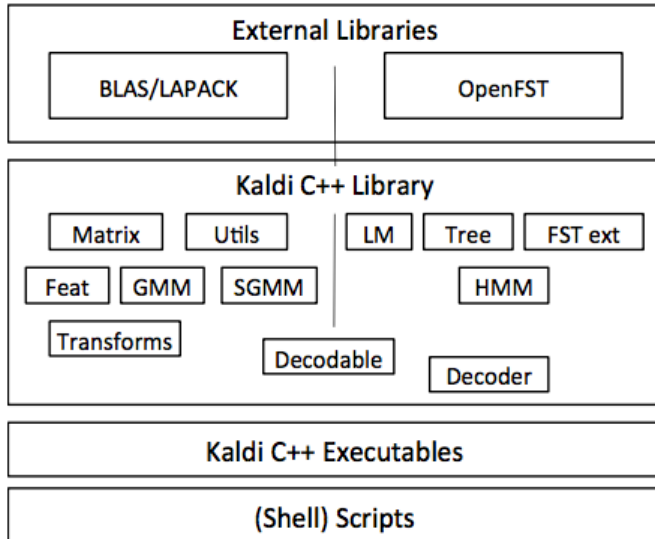 External Libraries
BLAS/LAPACK OpenFST
Kaldi C++ Library
Matrix Utils LM Tree FST ext
Feat GMM SGMM HMM
Transforms
Decodable
Decoder
Kaldi C++ Executables
(Shell) Scripts